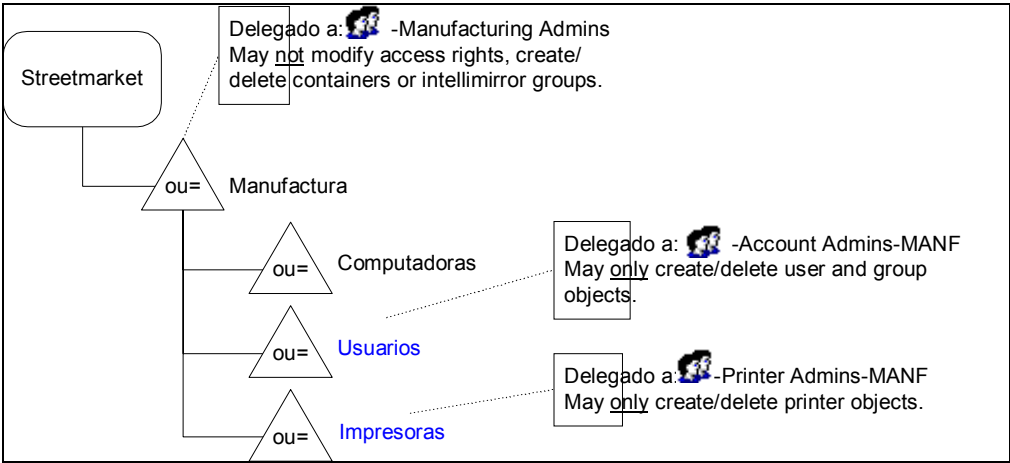 Delegado a: -Manufacturing Admins
May not modify access rights, create/
delete containers or intellimirror groups.
Streetmarket
ou=
Manufactura
ou=
Computadoras
Delegado a: -Account Admins-MANF
May only create/delete user and group
objects.
ou=
Usuarios
Delegado a: -Printer Admins-MANF
May only create/delete printer objects.
ou=
Impresoras